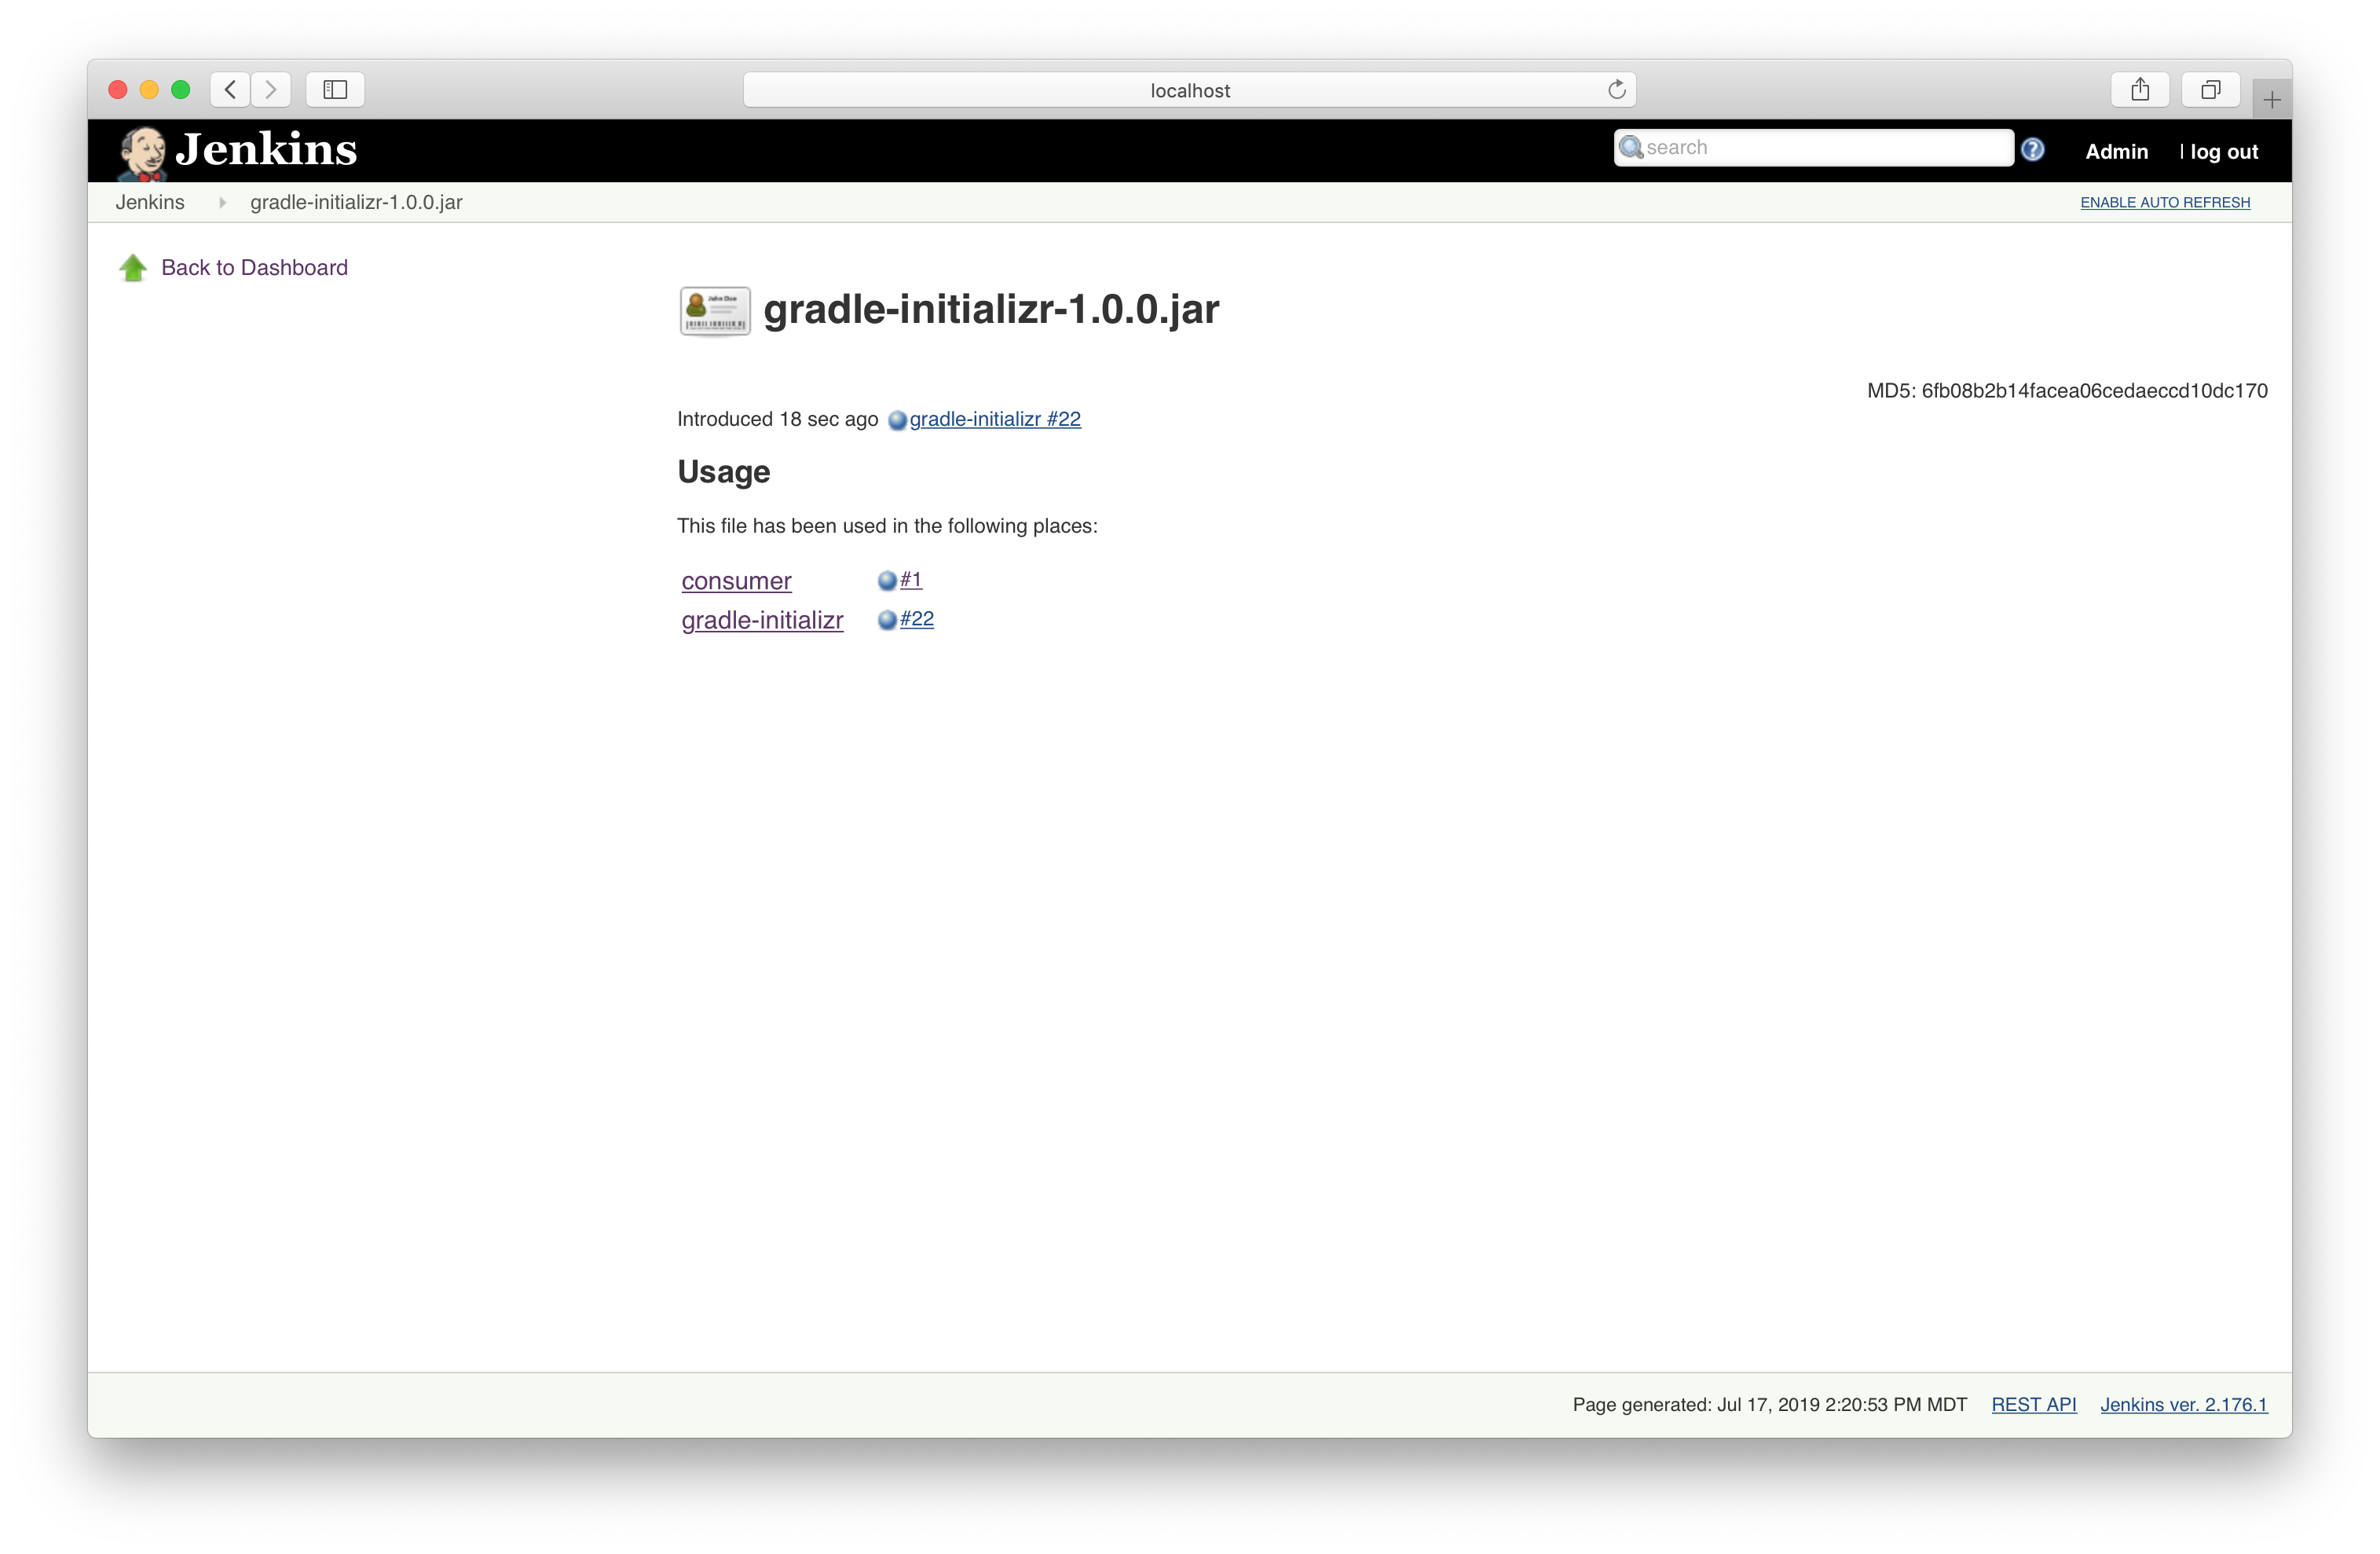 localhost
Jenkins
search
Admin
| log out
Jenkins
gradle-initializr-1.0.0.jar
ENABLE AUTO REFRESH
Back to Dashboard
John Doe
gradle-initializr-1.0.0.jar
MD5: 6fb08b2b14facea06cedaeccd10dc170
Introduced 18 sec ago gradle-initializr #22
Usage
This file has been used in the following places:
consumer #1
gradle-initializr #22
Page generated: Jul 17, 2019 2:20:53 PM MDT REST API Jenkins ver. 2.176.1